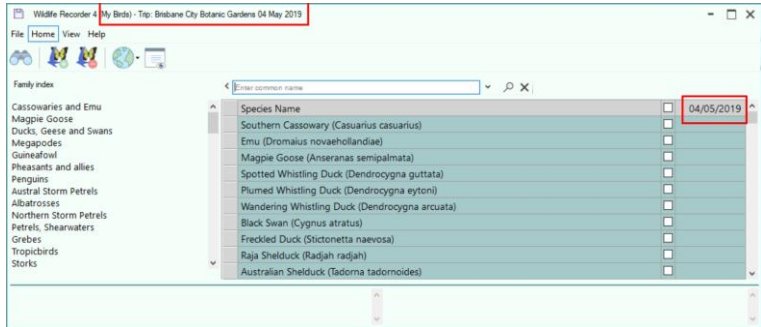 Wildlife Recorder 4 (My Birds) - Trip: Brisbane City Botanic Gardens 04 May 2019
File Home View Help
Family index
Enter common name
Cassowaries and Emu
Magpie Goose
Ducks, Geese and Swans
Megapodes
Guineafowl
Pheasants and allies
Penguins
Austral Storm Petrels
Albatrosses
Northern Storm Petrels
Petrels, Shearwaters
Grebes
Tropicbirds
Storks
Species Name 04/05/2019
Southern Cassowary (Casuarius casuarius)
Emu (Dromaius novaehollandiae)
Magpie Goose (Anseranas semipalmata)
Spotted Whistling Duck (Dendrocygna guttata)
Plumed Whistling Duck (Dendrocygna eytoni)
Wandering Whistling Duck (Dendrocygna arcuata)
Black Swan (Cygnus atratus)
Freckled Duck (Stictonetta naevosa)
Raja Shelduck (Radjah radjah)
Australian Shelduck (Tadorna tadornoides)